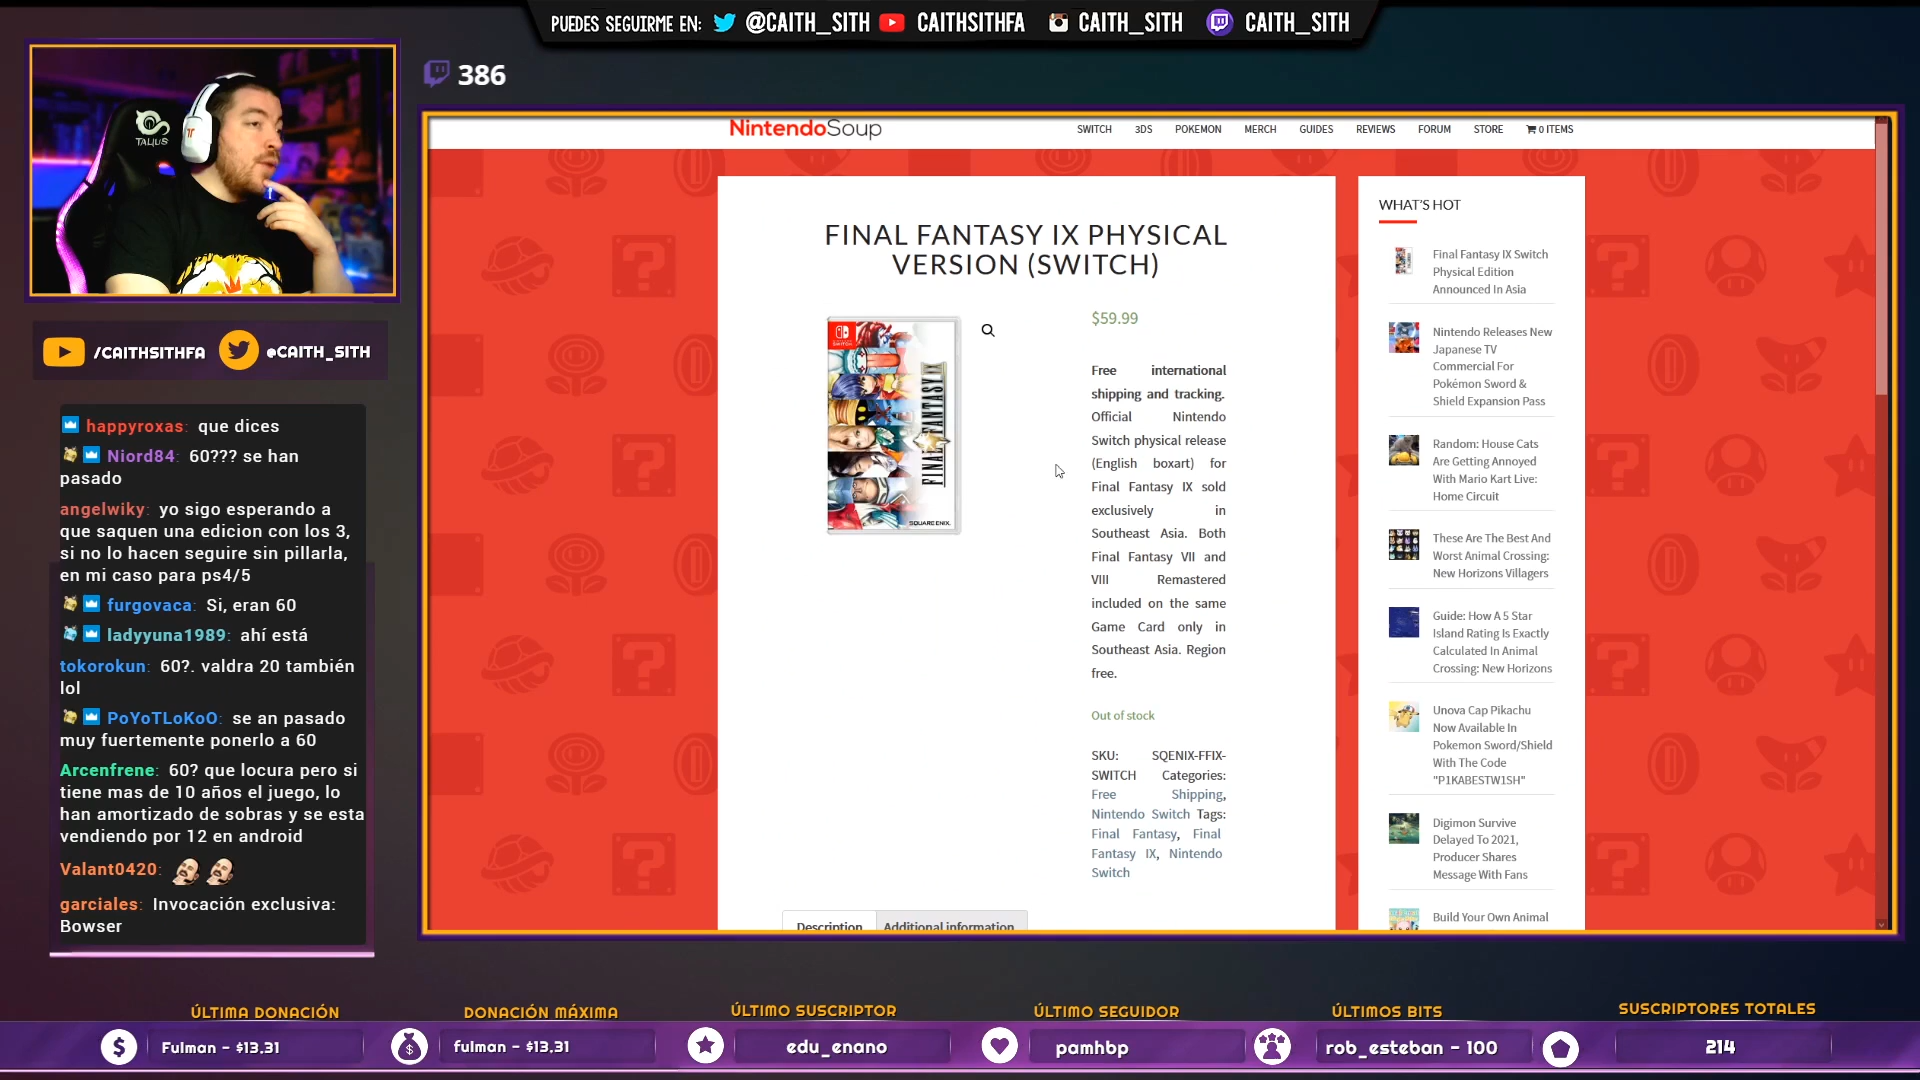 PUEDES SEGUIRME EN: @CAITH_SITH CAITHSITHFA CAITH_SITH CAITH_SITH
386
TALIUS
/CAITHSITHFA @CAITH_SITH
happyroxas: que dices
Niord84: 60??? se han
pasado
angelwiky: yo sigo esperando a
que saquen una edicion con los 3,
si no lo hacen seguire sin pillarla,
en mi caso para ps4/5
furgovaca: Si, eran 60
ladyyuna1989: ahí está
tokorokun: 60?. valdra 20 también
lol
PoYoTLoKoO: se an pasado
muy fuertemente ponerlo a 60
Arcenfrene: 60? que locura pero si
tiene mas de 10 años el juego, lo
han amortizado de sobras y se esta
vendiendo por 12 en android
Valant0420:
garciales: Invocación exclusiva:
Bowser
NintendoSoup
SWITCH 3DS POKEMON MERCH GUIDES REVIEWS FORUM STORE 0 ITEMS
FINAL FANTASY IX PHYSICAL
VERSION (SWITCH)
FINAL FANTASY IX
SQUARE ENIX
$59.99
Free international
shipping and tracking.
Official Nintendo
Switch physical release
(English boxart) for
Final Fantasy IX sold
exclusively in
Southeast Asia. Both
Final Fantasy VII and
VIII Remastered
included on the same
Game Card only in
Southeast Asia. Region
free.
Out of stock
SKU: SQENIX-FFIX-
SWITCH Categories:
Free Shipping,
Nintendo Switch Tags:
Final Fantasy, Final
Fantasy IX, Nintendo
Switch
Description Additional information
WHAT'S HOT
Final Fantasy IX Switch
Physical Edition
Announced In Asia
Nintendo Releases New
Japanese TV
Commercial For
Pokémon Sword &
Shield Expansion Pass
Random: House Cats
Are Getting Annoyed
With Mario Kart Live:
Home Circuit
These Are The Best And
Worst Animal Crossing:
New Horizons Villagers
Guide: How A 5 Star
Island Rating Is Exactly
Calculated In Animal
Crossing: New Horizons
Unova Cap Pikachu
Now Available In
Pokemon Sword/Shield
With The Code
"P1KABESTW1SH"
Digimon Survive
Delayed To 2021,
Producer Shares
Message With Fans
Build Your Own Animal
ÚLTIMA DONACIÓN
Fulman - $13.31
DONACIÓN MÁXIMA
fulman - $13.31
ÚLTIMO SUSCRIPTOR
edu_enano
ÚLTIMO SEGUIDOR
pamhbp
ÚLTIMOS BITS
rob_esteban - 100
SUSCRIPTORES TOTALES
214